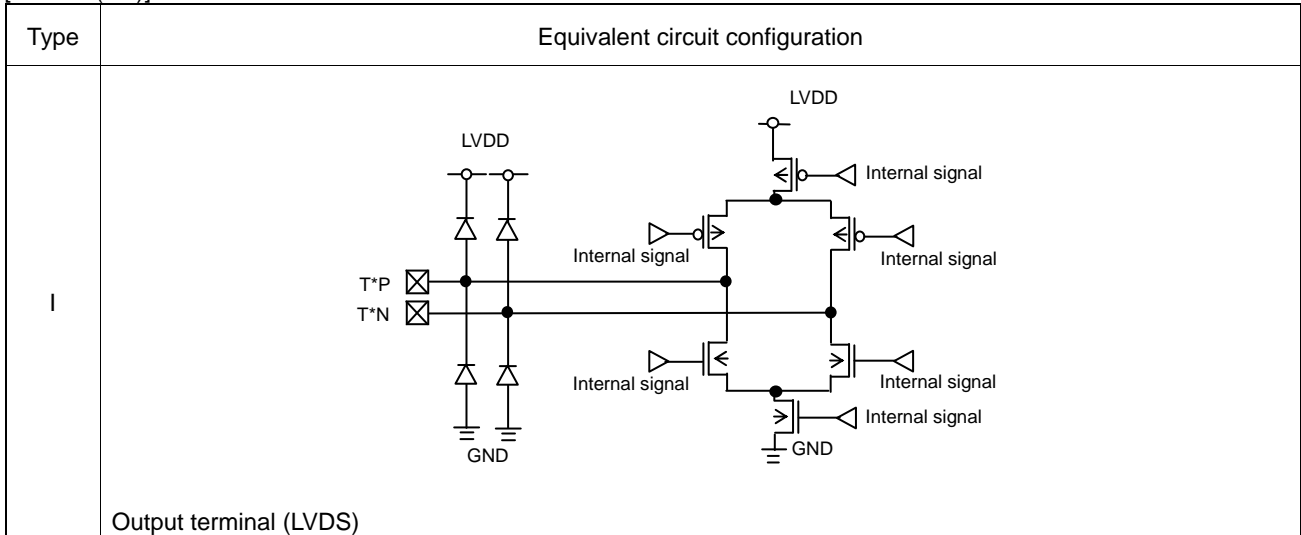 Type
Equivalent circuit configuration
I
LVDD
LVDD
Internal signal
Internal signal
Internal signal
T*P
T*N
Internal signal
Internal signal
Internal signal
GND
GND
Output terminal (LVDS)